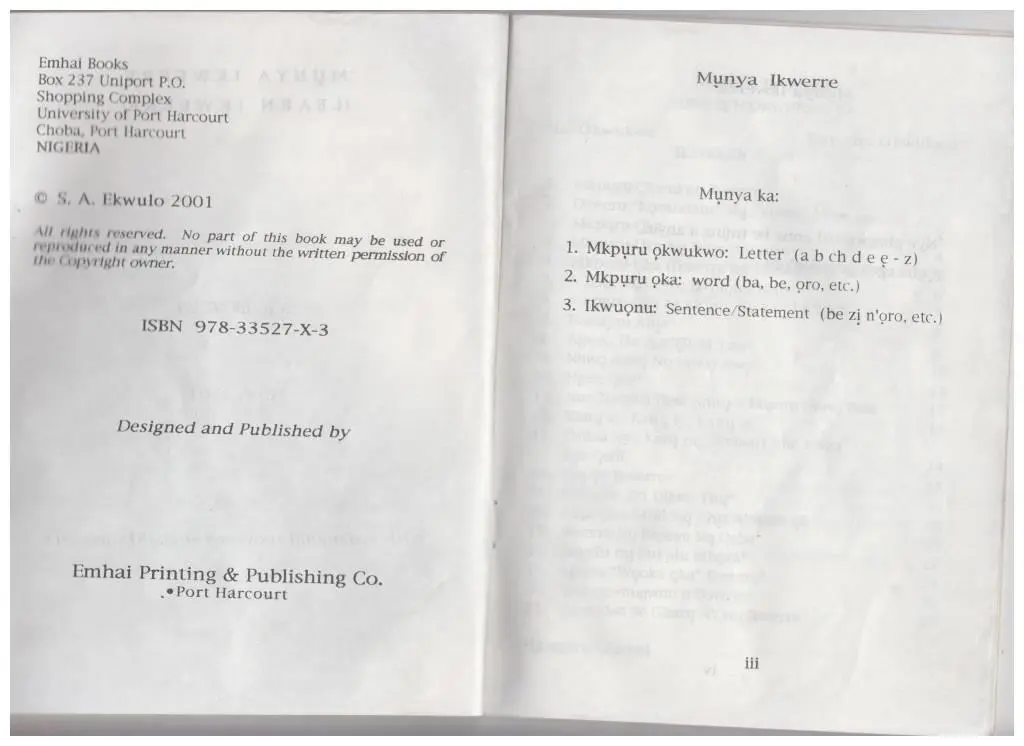 Emhai Books
Box 237 Uniport P.O.
Shopping Complex
University of Port Harcourt
Choba, Port Harcourt
NIGERIA
© S. A. Ekwulo 2001
All rights reserved. No part of this book may be used or
reproduced in any manner without the written permission of
the Copyright owner.
ISBN 978-33527-X-3
Designed and Published by
Emhai Printing & Publishing Co.
.•Port Harcourt
Mụnya Ikwerre
Mụnya ka:
1. Mkpụru ọkwukwo: Letter (a b ch d e ẹ - z)
2. Mkpụru ọka: word (ba, be, ọro, etc.)
3. Ikwuọnu: Sentence/Statement (be zị n'ọro, etc.)
iii